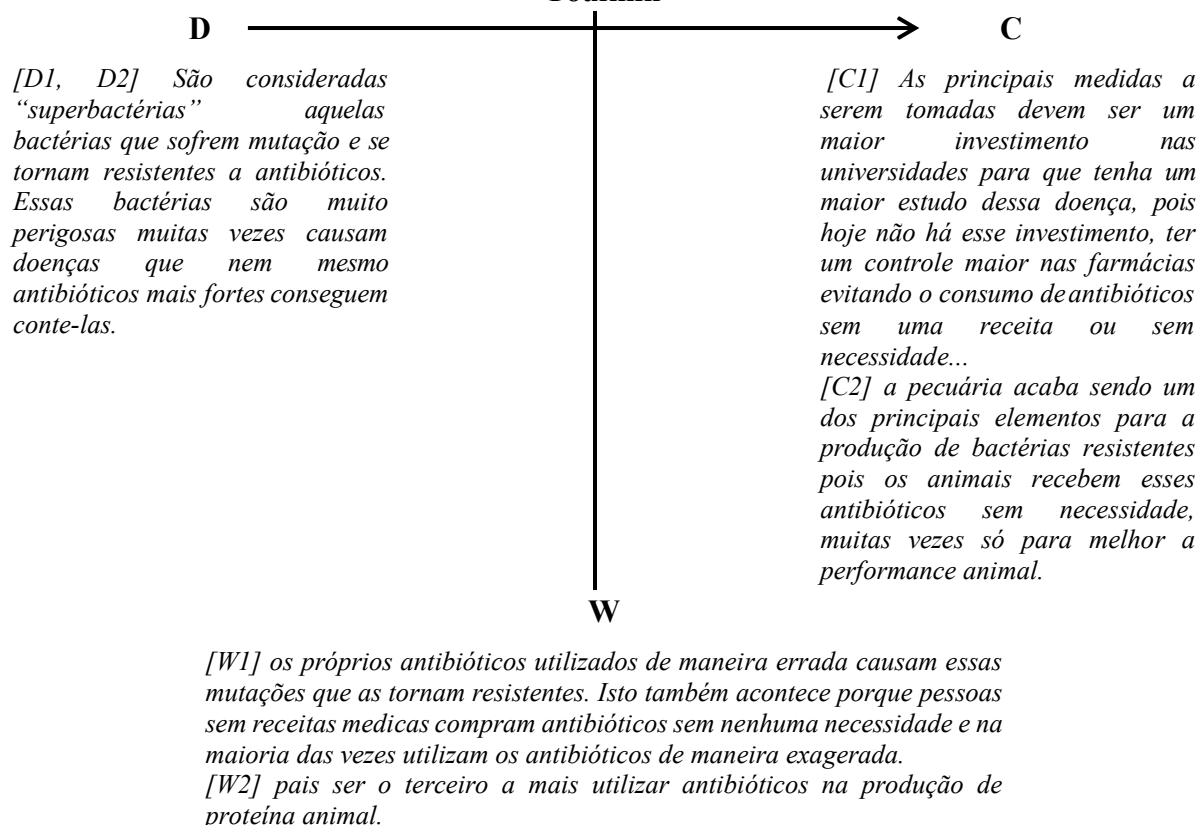 D
C
[D1, D2] São consideradas
“superbactérias” aquelas
bactérias que sofrem mutação e se
tornam resistentes a antibióticos.
Essas bactérias são muito
perigosas muitas vezes causam
doenças que nem mesmo
antibióticos mais fortes conseguem
conte-las.
[C1] As principais medidas a
serem tomadas devem ser um
maior investimento nas
universidades para que tenha um
maior estudo dessa doença, pois
hoje não há esse investimento, ter
um controle maior nas farmácias
evitando o consumo de antibióticos
sem uma receita ou sem
necessidade...
[C2] a pecuária acaba sendo um
dos principais elementos para a
produção de bactérias resistentes
pois os animais recebem esses
antibióticos sem necessidade,
muitas vezes só para melhor a
performance animal.
W
[W1] os próprios antibióticos utilizados de maneira errada causam essas
mutações que as tornam resistentes. Isto também acontece porque pessoas
sem receitas medicas compram antibióticos sem nenhuma necessidade e na
maioria das vezes utilizam os antibióticos de maneira exagerada.
[W2] pais ser o terceiro a mais utilizar antibióticos na produção de
proteína animal.